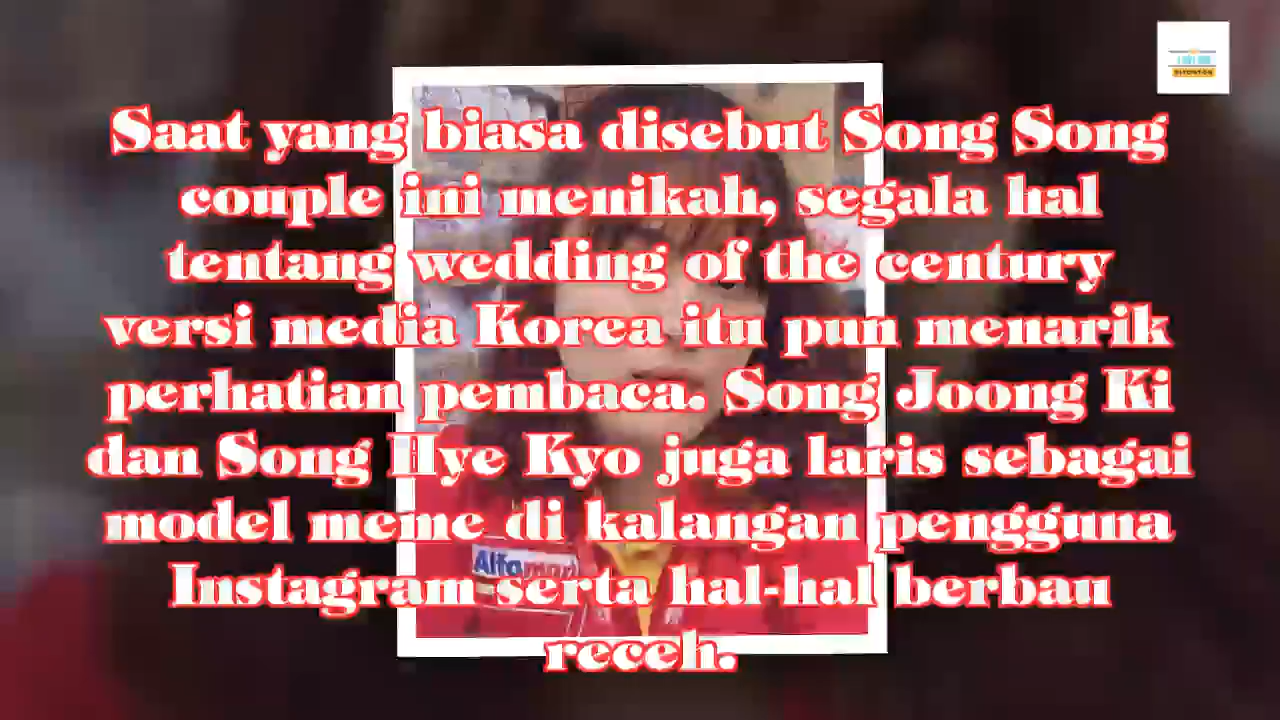 Saat yang biasa disebut Song Song
couple ini menikah, segala hal
tentang wedding of the century
versi media Korea itu pun menarik
perhatian pembaca. Song Joong Ki
dan Song Hye Kyo juga laris sebagai
model meme di kalangan pengguna
Instagram serta hal-hal berbau
receh.
Alfamart